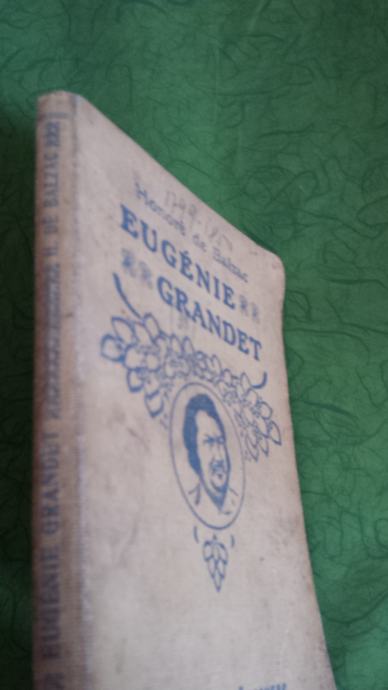 Honoré de Balzac
EUGÉNIE
GRANDET
EUGÉNIE GRANDET H. DE BALZAC